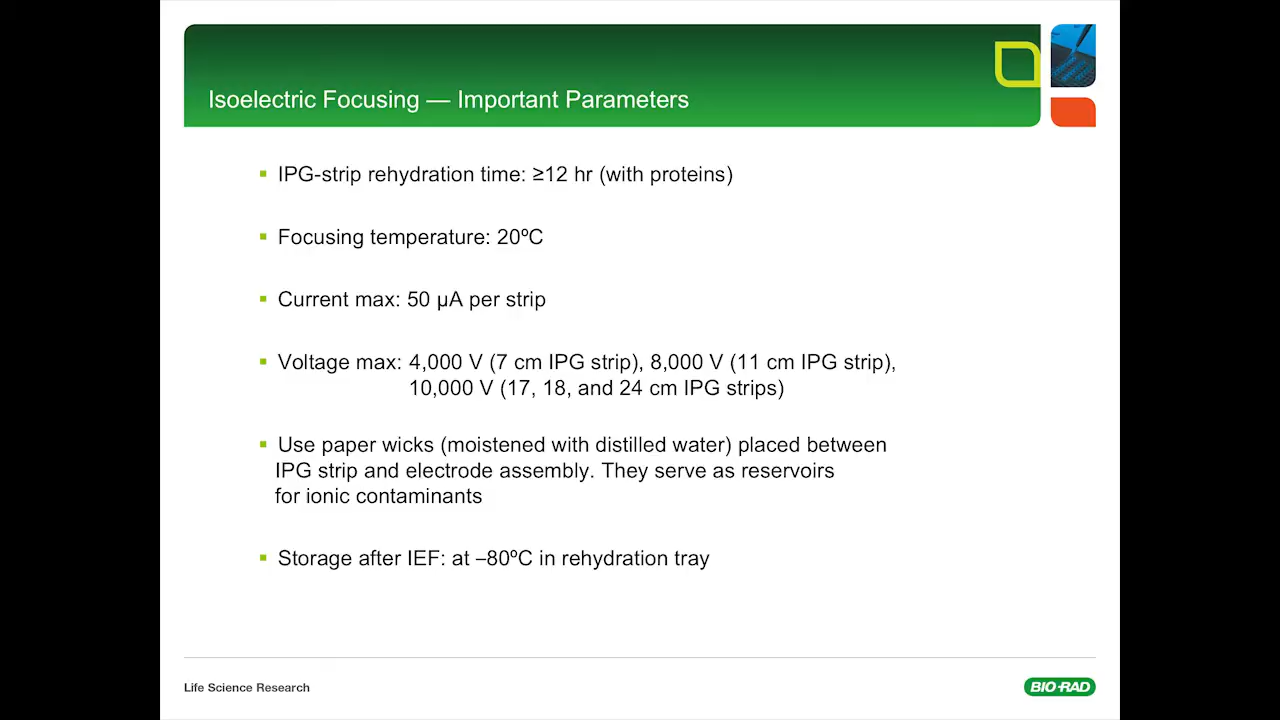 Isoelectric Focusing — Important Parameters
IPG-strip rehydration time: ≥12 hr (with proteins)
Focusing temperature: 20ºC
Current max: 50 µA per strip
Voltage max: 4,000 V (7 cm IPG strip), 8,000 V (11 cm IPG strip),
10,000 V (17, 18, and 24 cm IPG strips)
Use paper wicks (moistened with distilled water) placed between
IPG strip and electrode assembly. They serve as reservoirs
for ionic contaminants
Storage after IEF: at –80ºC in rehydration tray
Life Science Research
BIO-RAD